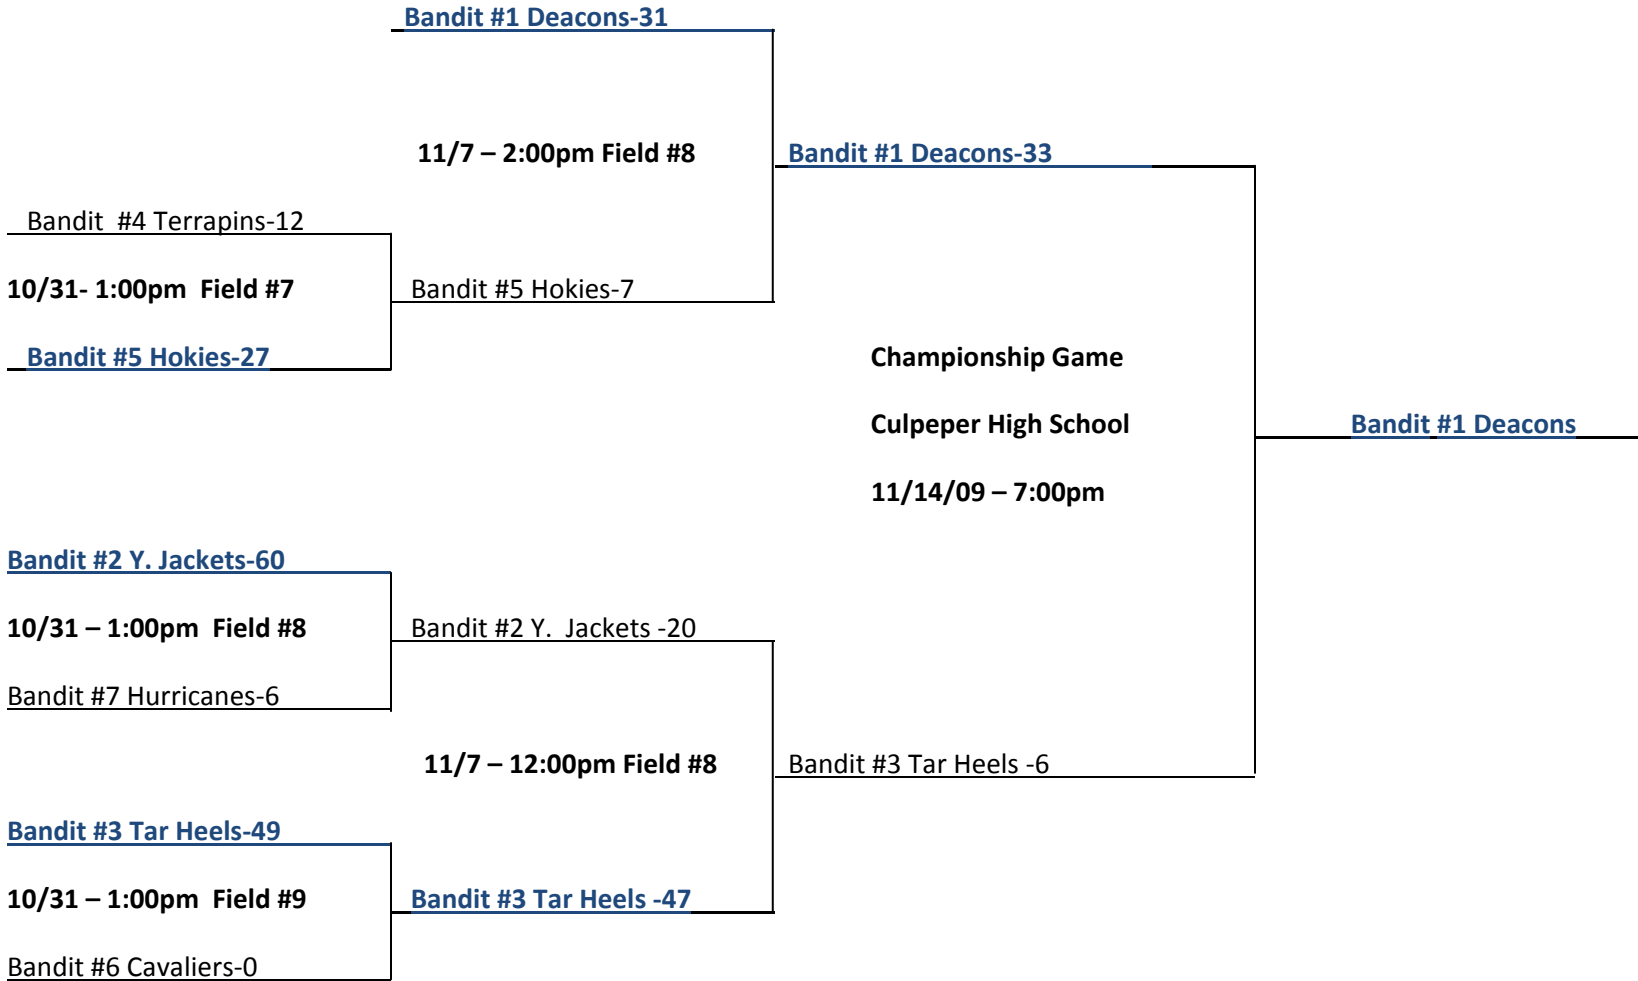 Bandit #1 Deacons-31
11/7 – 2:00pm Field #8
Bandit #1 Deacons-33
Bandit  #4 Terrapins-12
10/31- 1:00pm  Field #7
Bandit #5 Hokies-7
Bandit #5 Hokies-27
Championship Game
Culpeper High School
Bandit #1 Deacons
11/14/09 – 7:00pm
Bandit #2 Y. Jackets-60
10/31 – 1:00pm  Field #8
Bandit #2 Y.  Jackets -20
Bandit #7 Hurricanes-6
11/7 – 12:00pm Field #8
Bandit #3 Tar Heels -6
Bandit #3 Tar Heels-49
10/31 – 1:00pm  Field #9
Bandit #3 Tar Heels -47
Bandit #6 Cavaliers-0